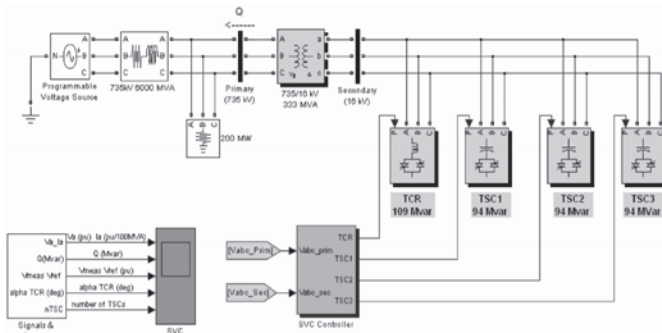 Q
<----
N
A
B
C
Programmable
Voltage Source
A
B
C
A
B
C
735kV 6000 MVA
A
B
C
200 MW
A
B
C
Primary
(735 kV)
A
B
C
a
b
c
735/16 kV
333 MVA
a
b
c
Secondary
(16 kV)
P A B C
TCR
109 Mvar
P A B C
TSC1
94 Mvar
P A B C
TSC2
94 Mvar
P A B C
TSC3
94 Mvar
Va_Ia
Q(Mvar)
Vmeas Vref
alpha TCR (deg)
nTSC
Signals &
Va (pu) Ia (pu/100MVA)
Q (Mvar)
Vmeas Vref (pu)
alpha TCR (deg)
number of TSCs
SVC
[Vabc_Prim]
[Vabc_Sec]
Vabc_prim
Vabc_sec
TCR
TSC1
TSC2
TSC3
SVC Controller